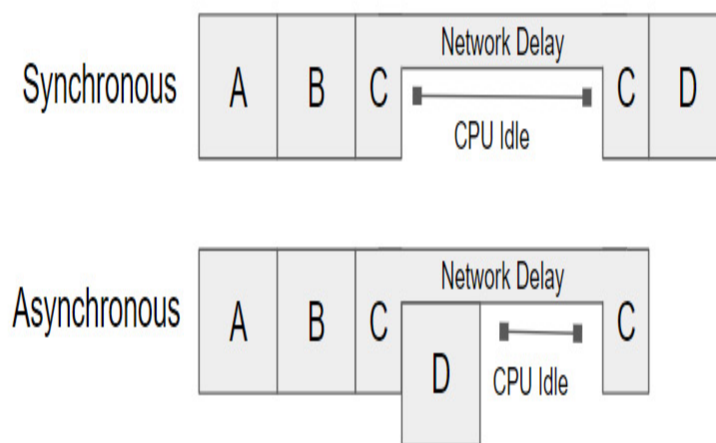 Network Delay
Synchronous A B C C D
CPU Idle
Network Delay
Asynchronous A B C C
D CPU Idle